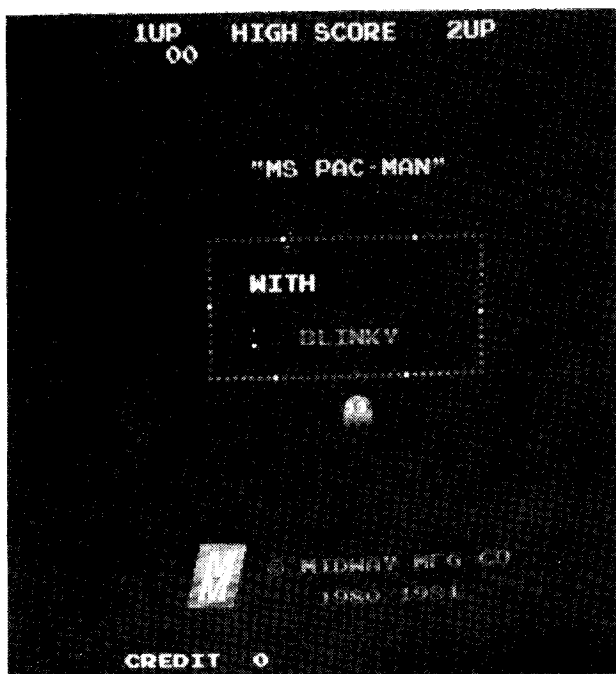 1UP HIGH SCORE 2UP
00
"MS PAC-MAN"
WITH
BLINKY
M
© MIDWAY MFG CO
1980 1981
CREDIT 0